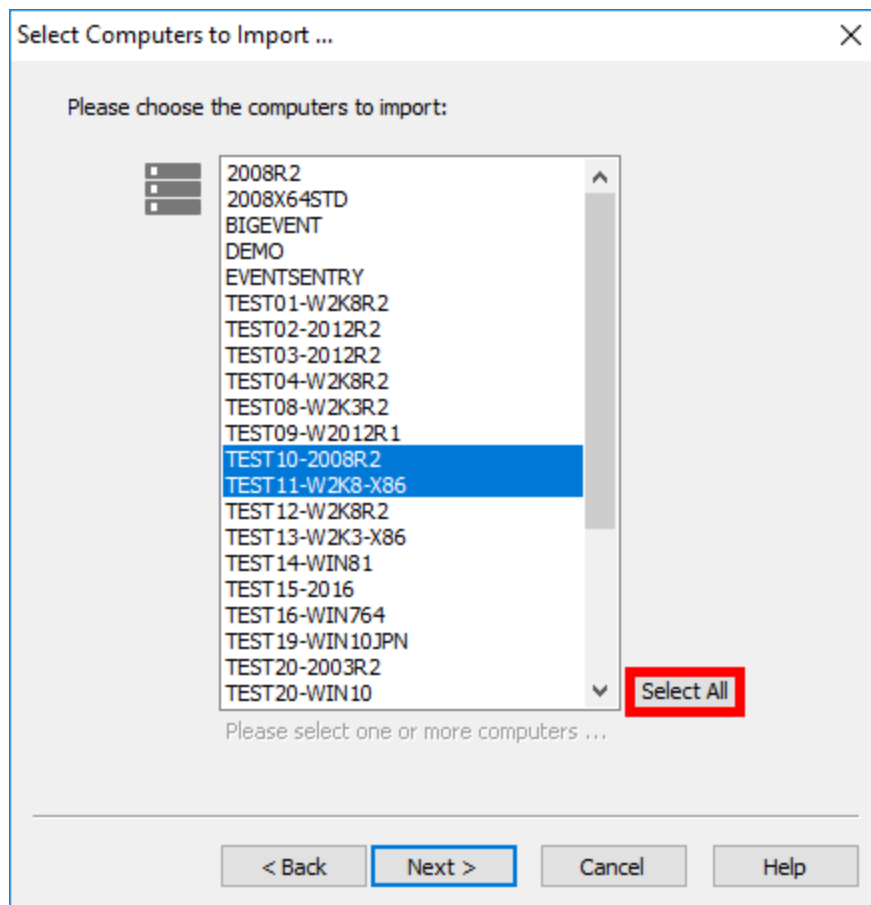 Select Computers to Import ...
Please choose the computers to import:
2008R2
2008X64STD
BIGEVENT
DEMO
EVENTSENTRY
TEST01-W2K8R2
TEST02-2012R2
TEST03-2012R2
TEST04-W2K8R2
TEST08-W2K3R2
TEST09-W2012R1
TEST10-2008R2
TEST11-W2K8-X86
TEST12-W2K8R2
TEST13-W2K3-X86
TEST14-WIN81
TEST15-2016
TEST16-WIN764
TEST19-WIN10JPN
TEST20-2003R2
TEST20-WIN10
Select All
Please select one or more computers ...
< Back
Next >
Cancel
Help